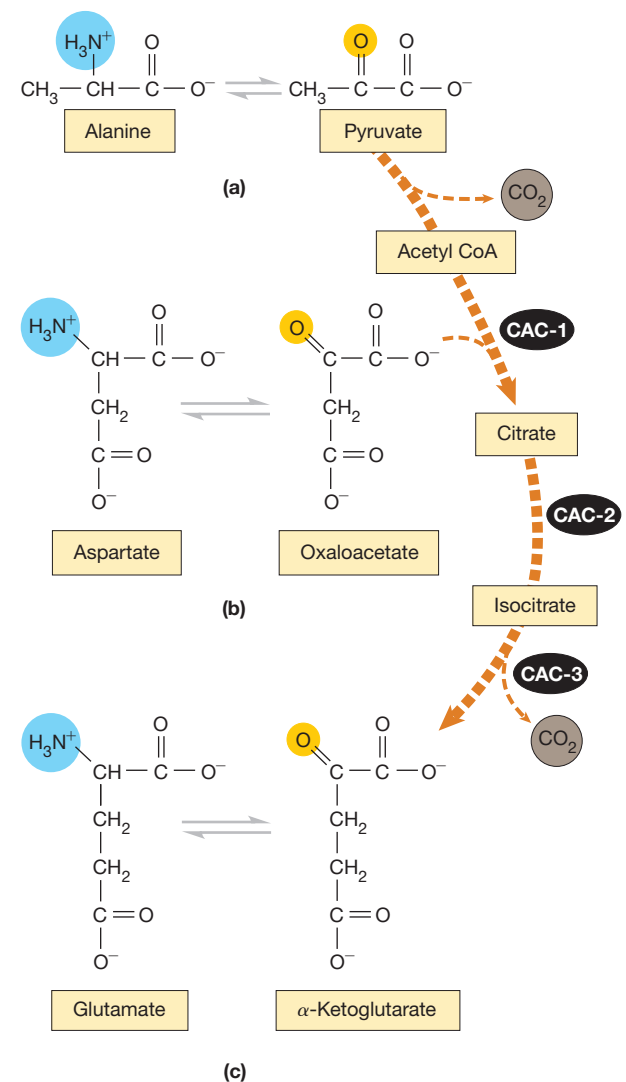 H₃N⁺ O O O
CH₃ — CH — C — O⁻ CH₃ — C — C — O⁻
Alanine Pyruvate
(a)
CO₂
Acetyl CoA
H₃N⁺ O O O
CAC-1
CH — C — O⁻ C — O⁻
CH₂ CH₂
Citrate
C=O C=O
O⁻ O⁻
CAC-2
Aspartate Oxaloacetate
(b)
Isocitrate
CAC-3
H₃N⁺ O O O
CO₂
CH — C — O⁻ C — O⁻
CH₂ CH₂
CH₂ CH₂
C=O C=O
O⁻ O⁻
Glutamate α-Ketoglutarate
(c)